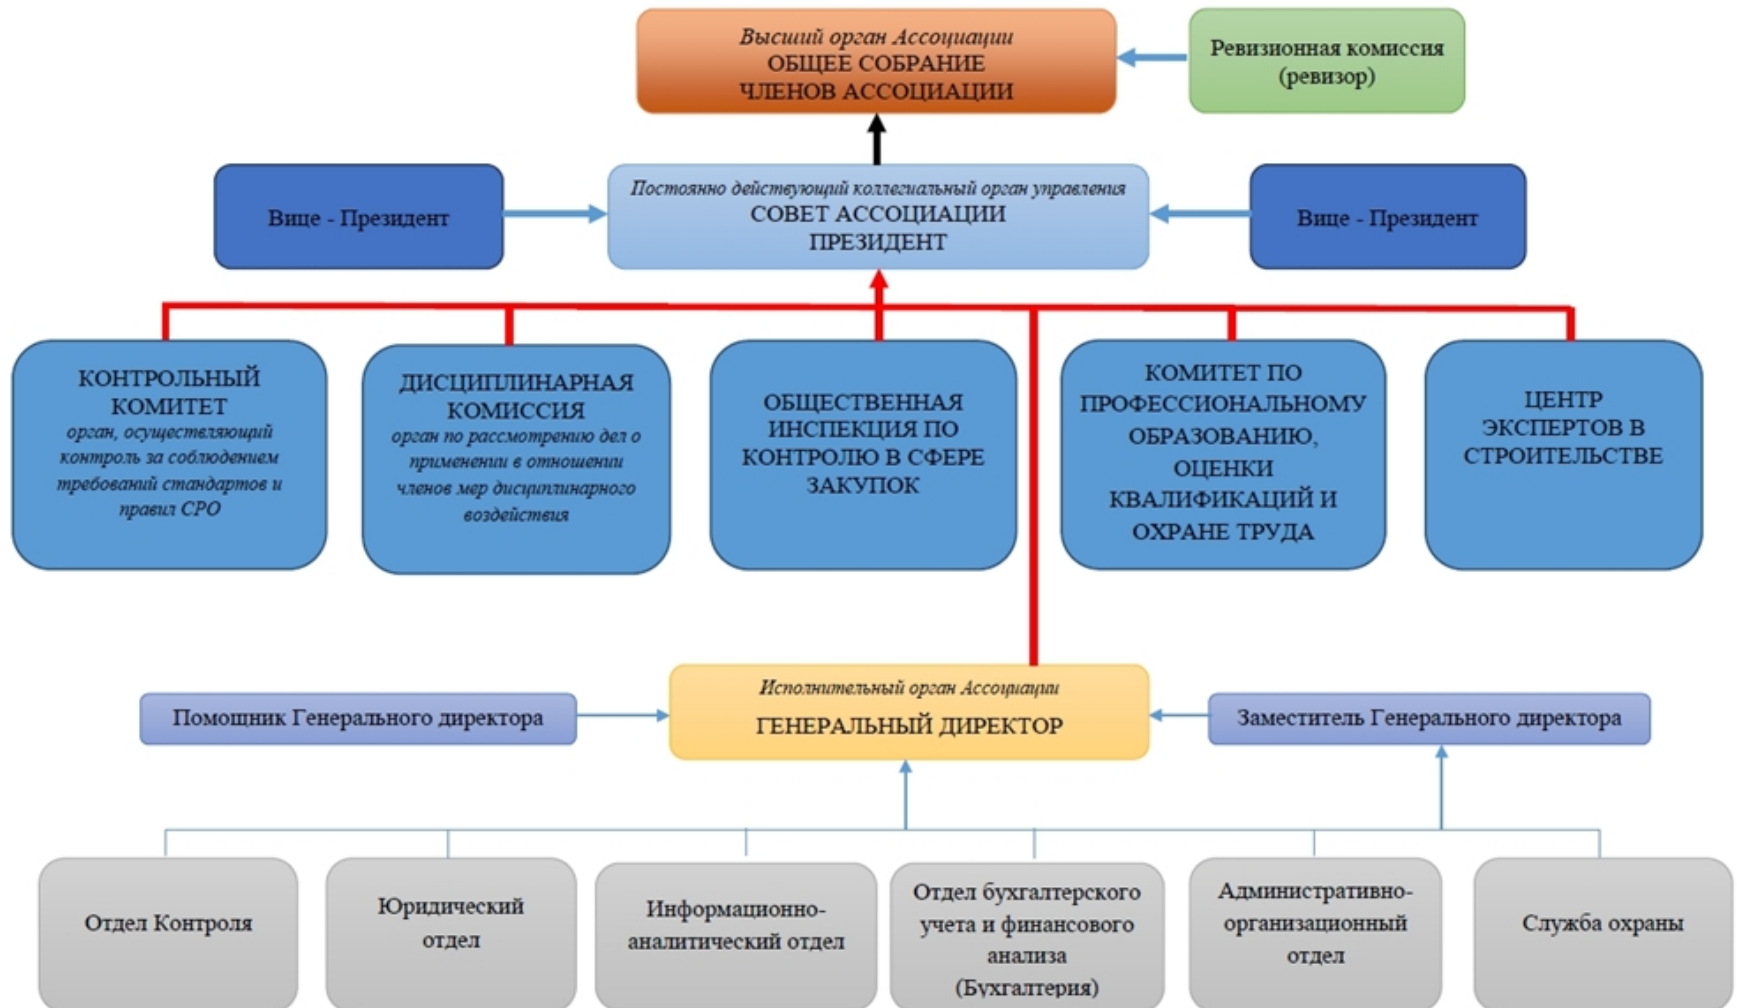 Высший орган Ассоциации
ОБЩЕЕ СОБРАНИЕ
ЧЛЕНОВ АССОЦИАЦИИ
Ревизионная комиссия
(ревизор)
Вице - Президент
Постоянно действующий коллегиальный орган управления
СОВЕТ АССОЦИАЦИИ
ПРЕЗИДЕНТ
Вице - Президент
КОНТРОЛЬНЫЙ
КОМИТЕТ
орган, осуществляющий
контроль за соблюдением
требований стандартов и
правил СРО
ДИСЦИПЛИНАРНАЯ
КОМИССИЯ
орган по рассмотрению дел о
применении в отношении
членов мер дисциплинарного
воздействия
ОБЩЕСТВЕННАЯ
ИНСПЕКЦИЯ ПО
КОНТРОЛЮ В СФЕРЕ
ЗАКУПОК
КОМИТЕТ ПО
ПРОФЕССИОНАЛЬНОМУ
ОБРАЗОВАНИЮ,
ОЦЕНКИ
КВАЛИФИКАЦИЙ И
ОХРАНЕ ТРУДА
ЦЕНТР
ЭКСПЕРТОВ В
СТРОИТЕЛЬСТВЕ
Помощник Генерального директора
Исполнительный орган Ассоциации
ГЕНЕРАЛЬНЫЙ ДИРЕКТОР
Заместитель Генерального директора
Отдел Контроля
Юридический
отдел
Информационно-
аналитический отдел
Отдел бухгалтерского
учета и финансового
анализа
(Бухгалтерия)
Административно-
организационный
отдел
Служба охраны